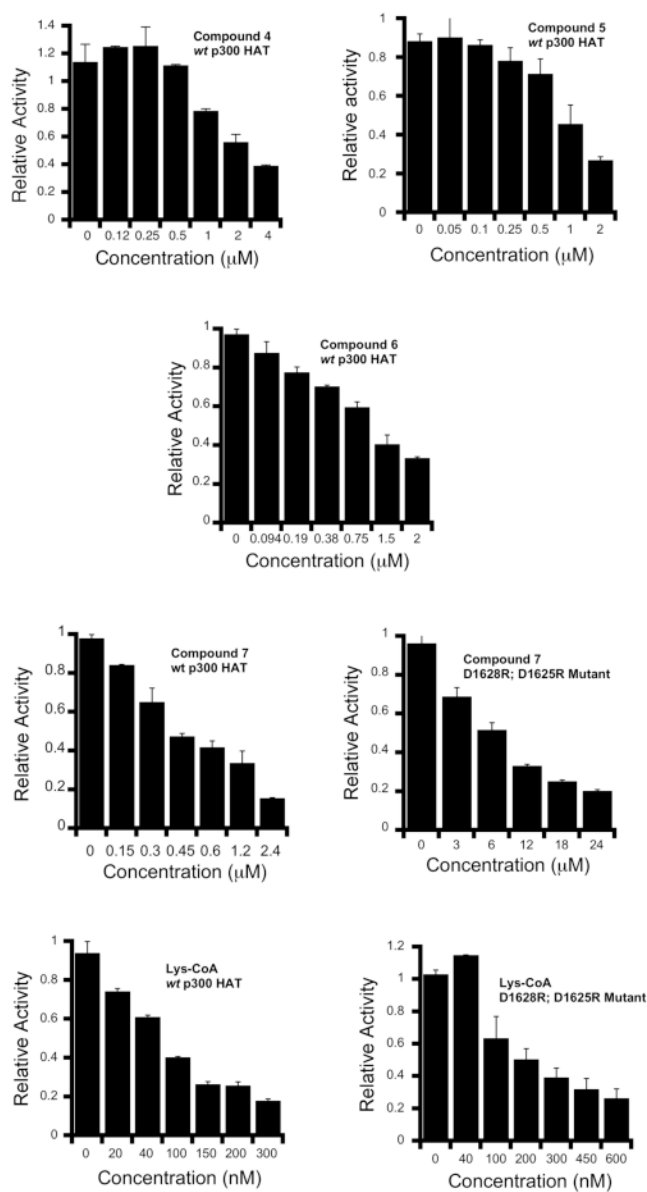 Compound 4
wt p300 HAT
Relative Activity
1.4
1.2
1
0.8
0.6
0.4
0.2
0
0 0.12 0.25 0.5 1 2 4
Concentration (μM)
Compound 5
wt p300 HAT
Relative activity
1
0.8
0.6
0.4
0.2
0
0 0.05 0.1 0.25 0.5 1 2
Concentration (μM)
Compound 6
wt p300 HAT
Relative Activity
1
0.8
0.6
0.4
0.2
0
0 0.094 0.19 0.38 0.75 1.5 2
Concentration (μM)
Compound 7
wt p300 HAT
Relative Activity
1
0.8
0.6
0.4
0.2
0
0 0.15 0.3 0.45 0.6 1.2 2.4
Concentration (μM)
Compound 7
D1628R; D1625R Mutant
Relative Activity
1
0.8
0.6
0.4
0.2
0
0 3 6 12 18 24
Concentration (μM)
Lys-CoA
wt p300 HAT
Relative Activity
1
0.8
0.6
0.4
0.2
0
0 20 40 100 150 200 300
Concentration (nM)
Lys-CoA
D1628R; D1625R Mutant
Relative Activity
1.2
1
0.8
0.6
0.4
0.2
0
0 40 100 200 300 450 600
Concentration (nM)